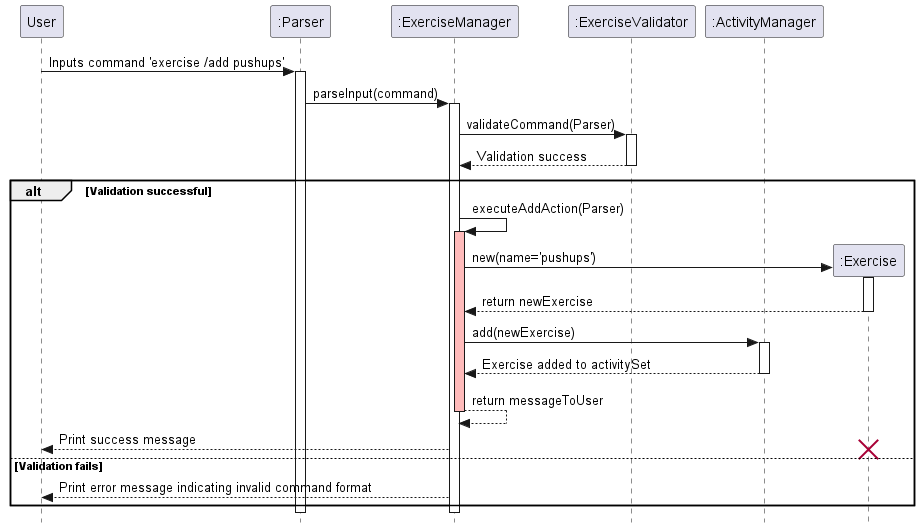 User
:Parser
:ExerciseManager
:ExerciseValidator
:ActivityManager
Inputs command 'exercise /add pushups'
parseInput(command)
validateCommand(Parser)
Validation success
alt
[Validation successful]
executeAddAction(Parser)
new(name='pushups')
:Exercise
return newExercise
add(newExercise)
Exercise added to activitySet
return messageToUser
Print success message
[Validation fails]
Print error message indicating invalid command format